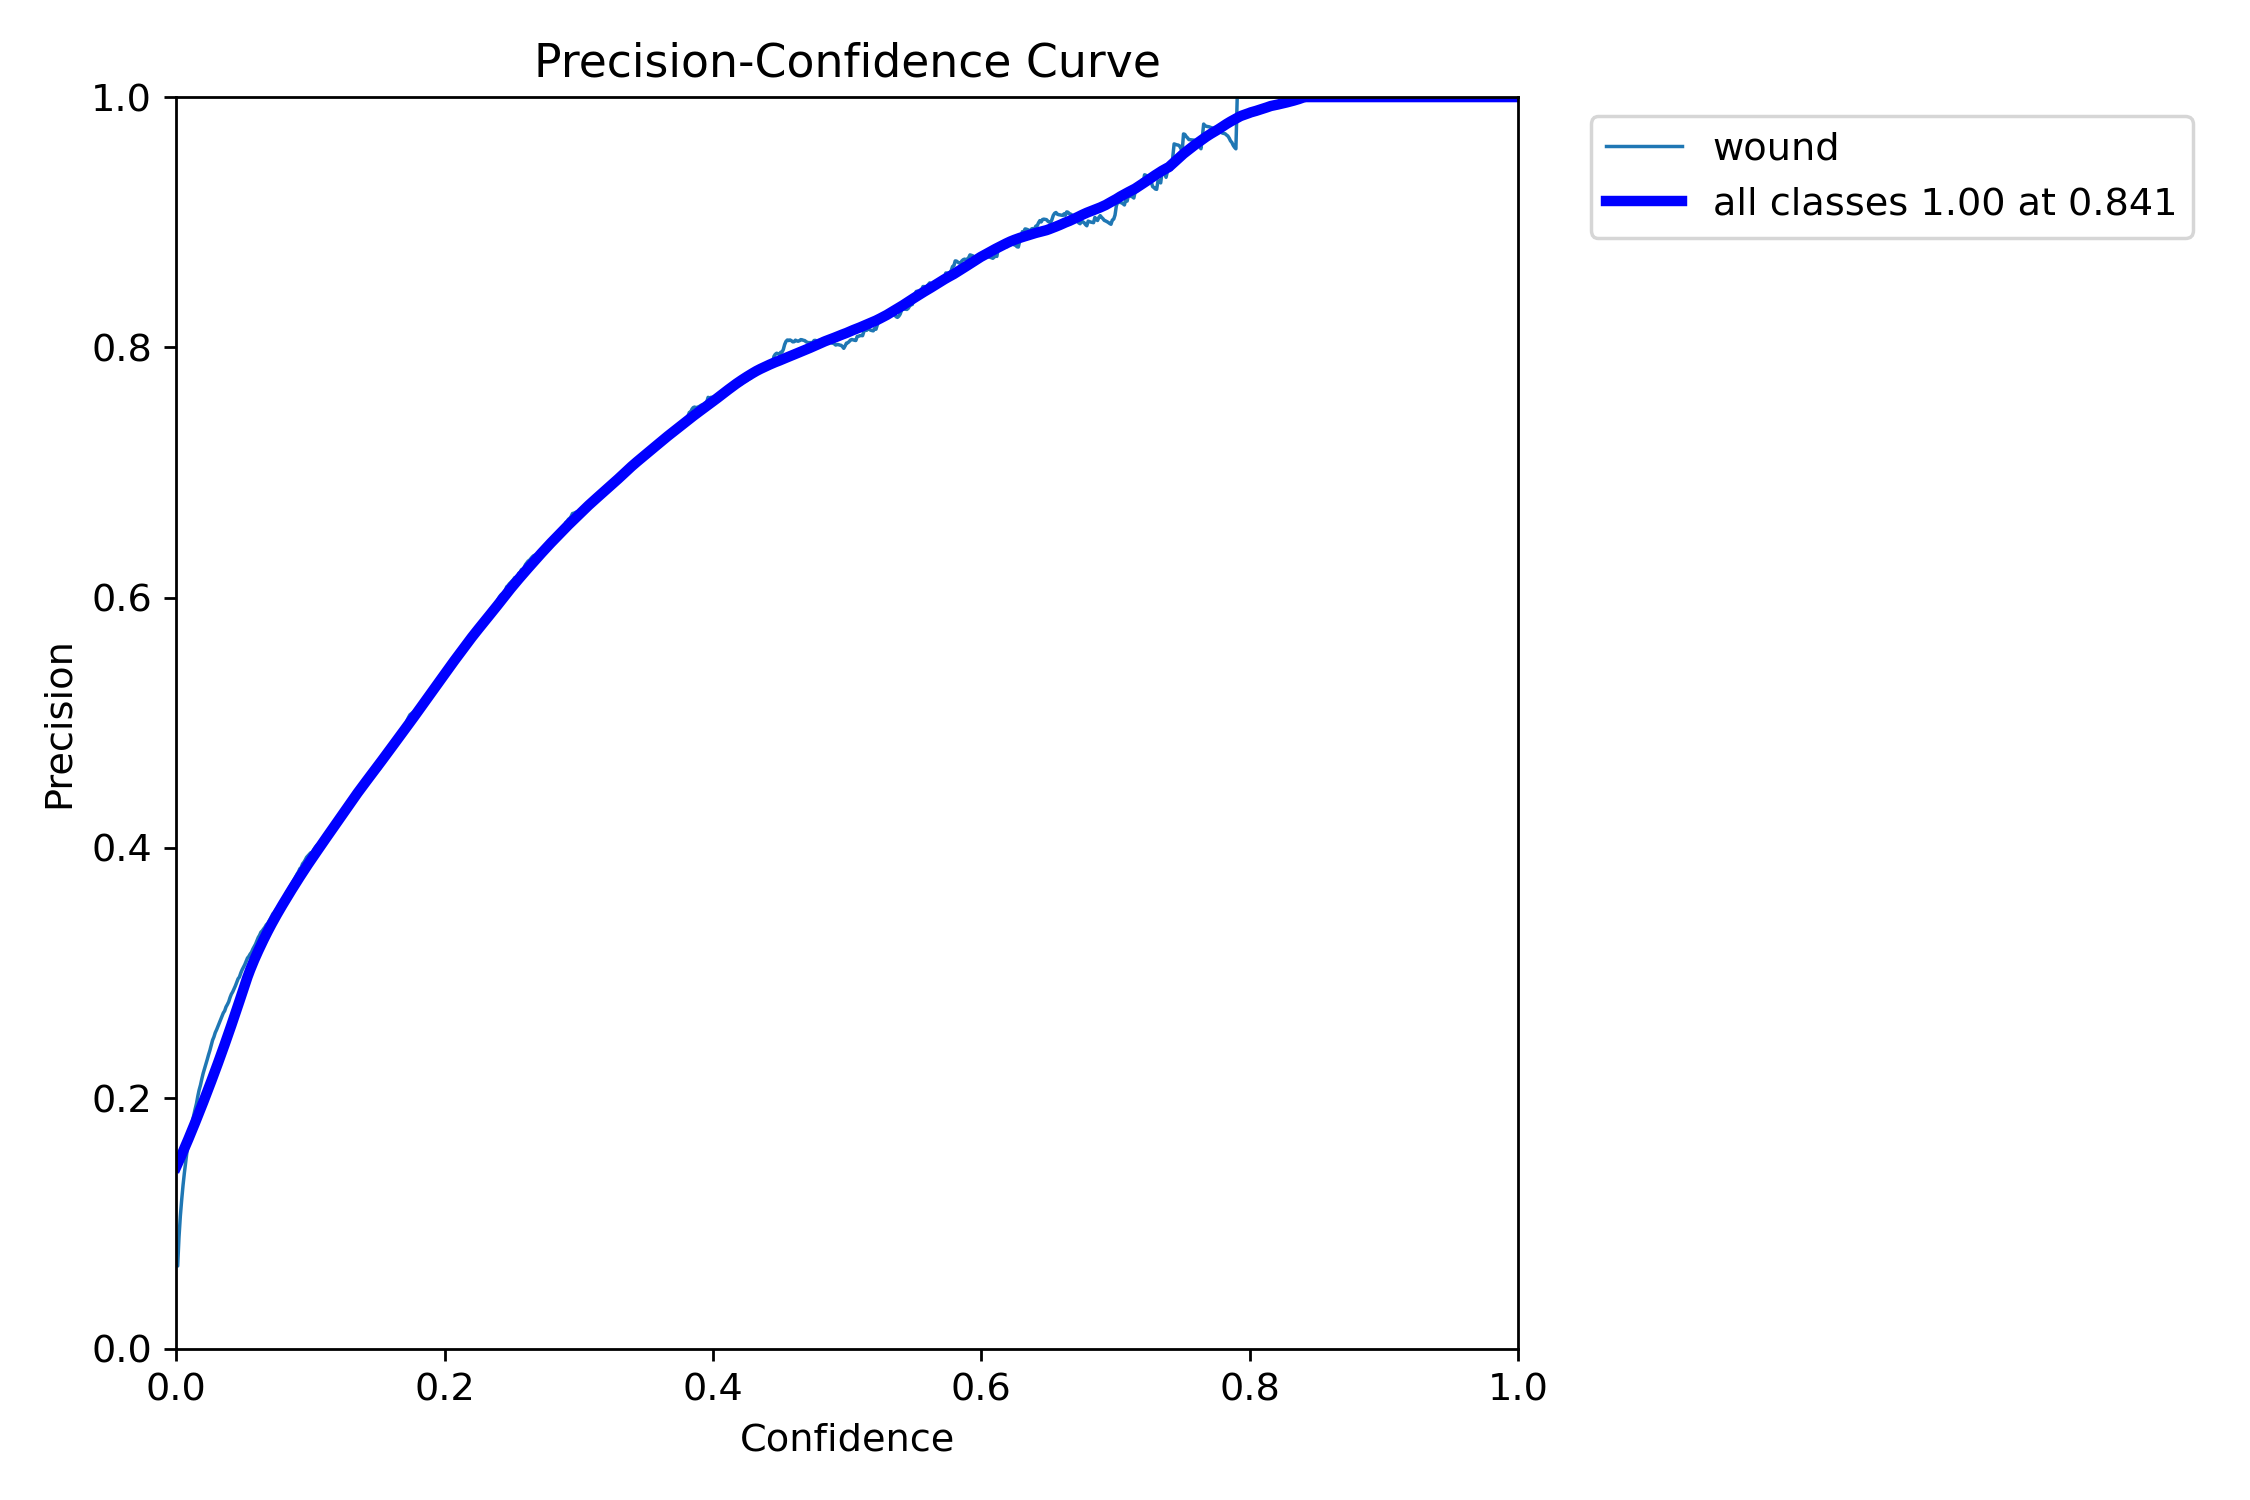 Precision-Confidence Curve
1.0
0.8
0.6
0.4
0.2
0.0
Precision
0.0 0.2 0.4 0.6 0.8 1.0
Confidence
wound
all classes 1.00 at 0.841